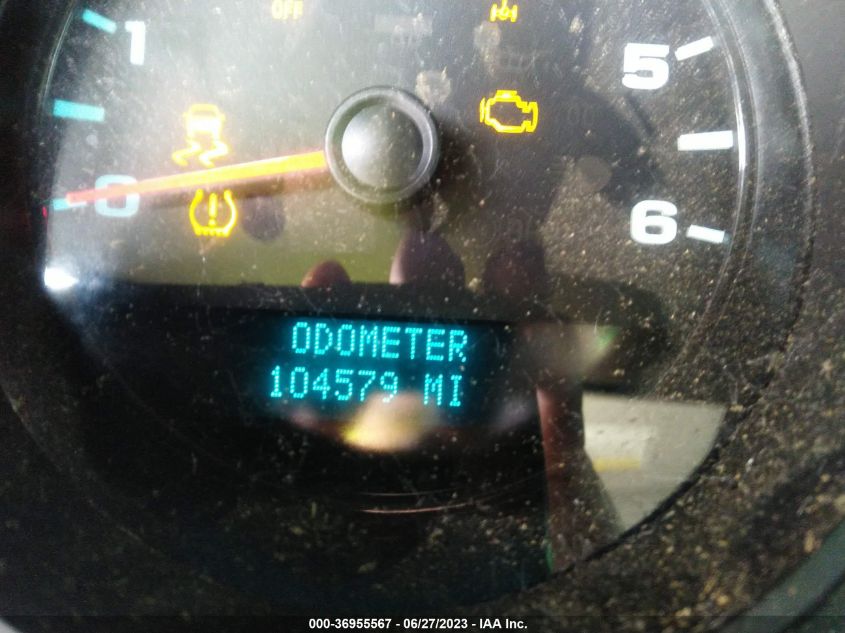 OFF
1
5
0
6
ODOMETER
104579 MI
000-36955567 - 06/27/2023 - IAA Inc.